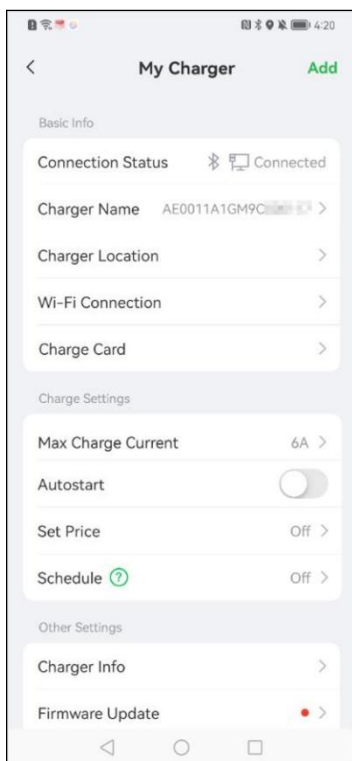 4:20
My Charger Add
Basic Info
Connection Status Connected
Charger Name AE0011A1GM9C
Charger Location
Wi-Fi Connection
Charge Card
Charge Settings
Max Charge Current 6A
Autostart
Set Price Off
Schedule ? Off
Other Settings
Charger Info
Firmware Update